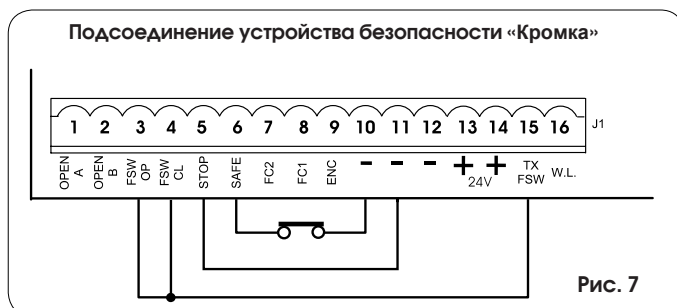 Подсоединение устройства безопасности «Кромка»
1 2 3 4 5 6 7 8 9 10 11 12 13 14 15 16
J1
OPEN A
OPEN B
FSW OP
FSW CL
STOP
SAFE
FC2
FC1
ENC
- - - + +
24V
TX FSW
W.L.
Рис. 7